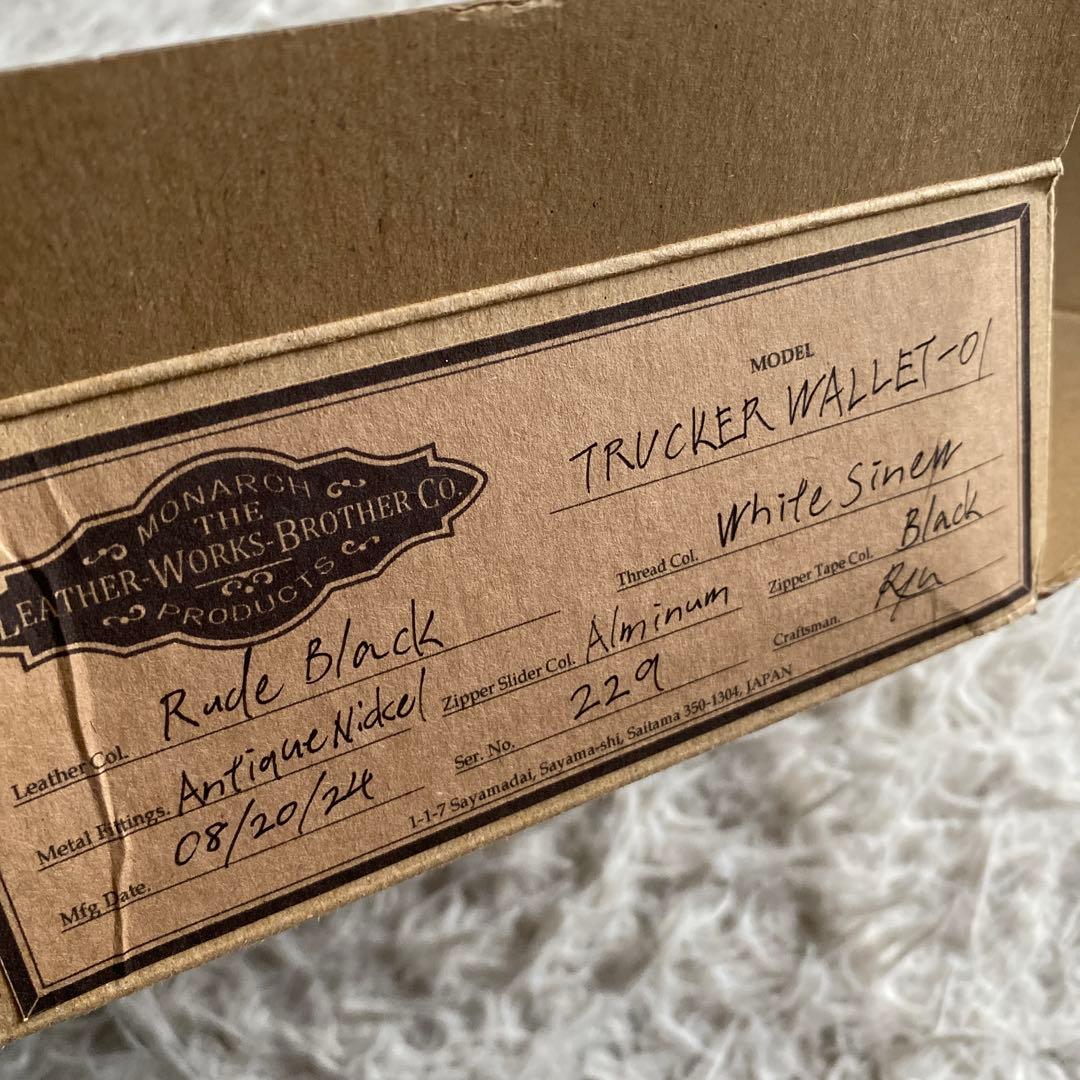 MONARCH
THE
LEATHER-WORKS-BROTHER CO.
PRODUCTS
MODEL
TRUCKER WALLET-01
Thread Col. White Sinew
Leather Col. Rude Black
Zipper Slider Col. Alminum
Zipper Tape Col. Black
Metal Fittings. Antique Nickel
Ser. No. 229
Craftsman.
Mfg, Date. 08/20/24
1-1-7 Sayamadai, Sayama-shi, Saitama 350-1304, JAPAN